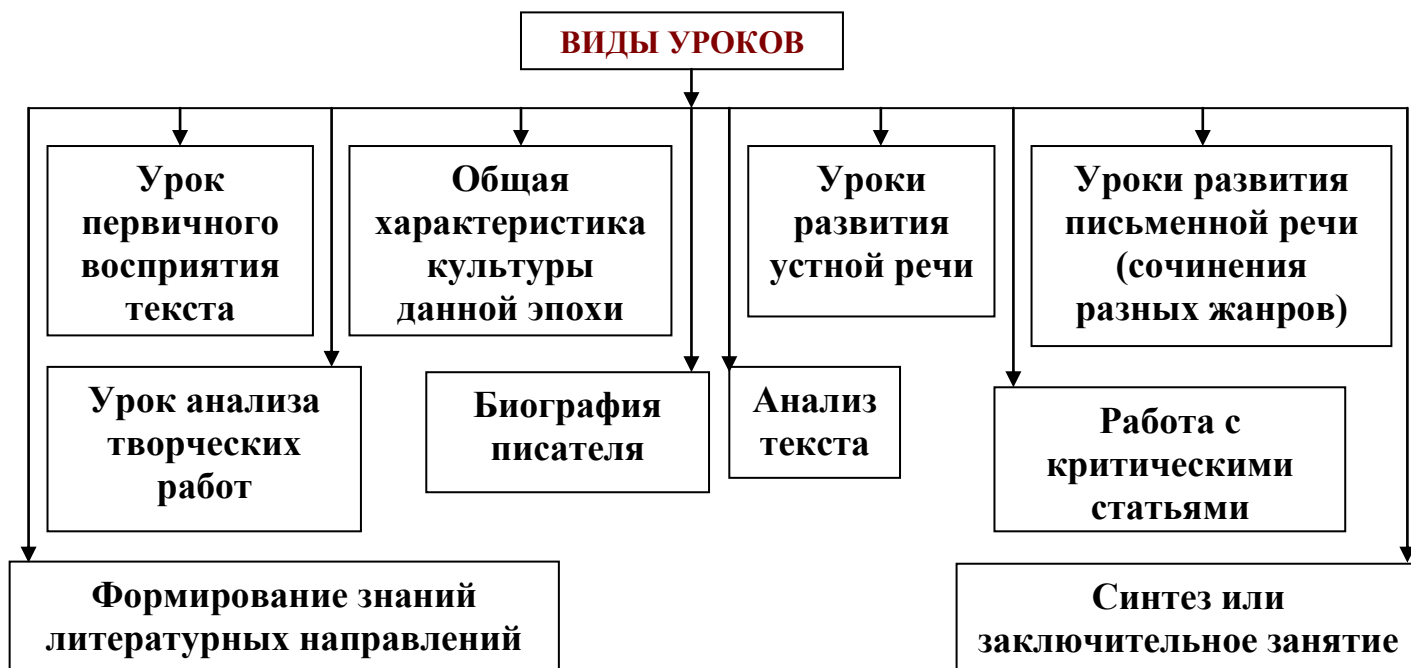 ВИДЫ УРОКОВ
Урок
первичного
восприятия
текста
Общая
характеристика
культуры
данной эпохи
Уроки
развития
устной речи
Уроки развития
письменной речи
(сочинения
разных жанров)
Урок анализа
творческих
работ
Биография
писателя
Анализ
текста
Работа с
критическими
статьями
Формирование знаний
литературных направлений
Синтез или
заключительное занятие